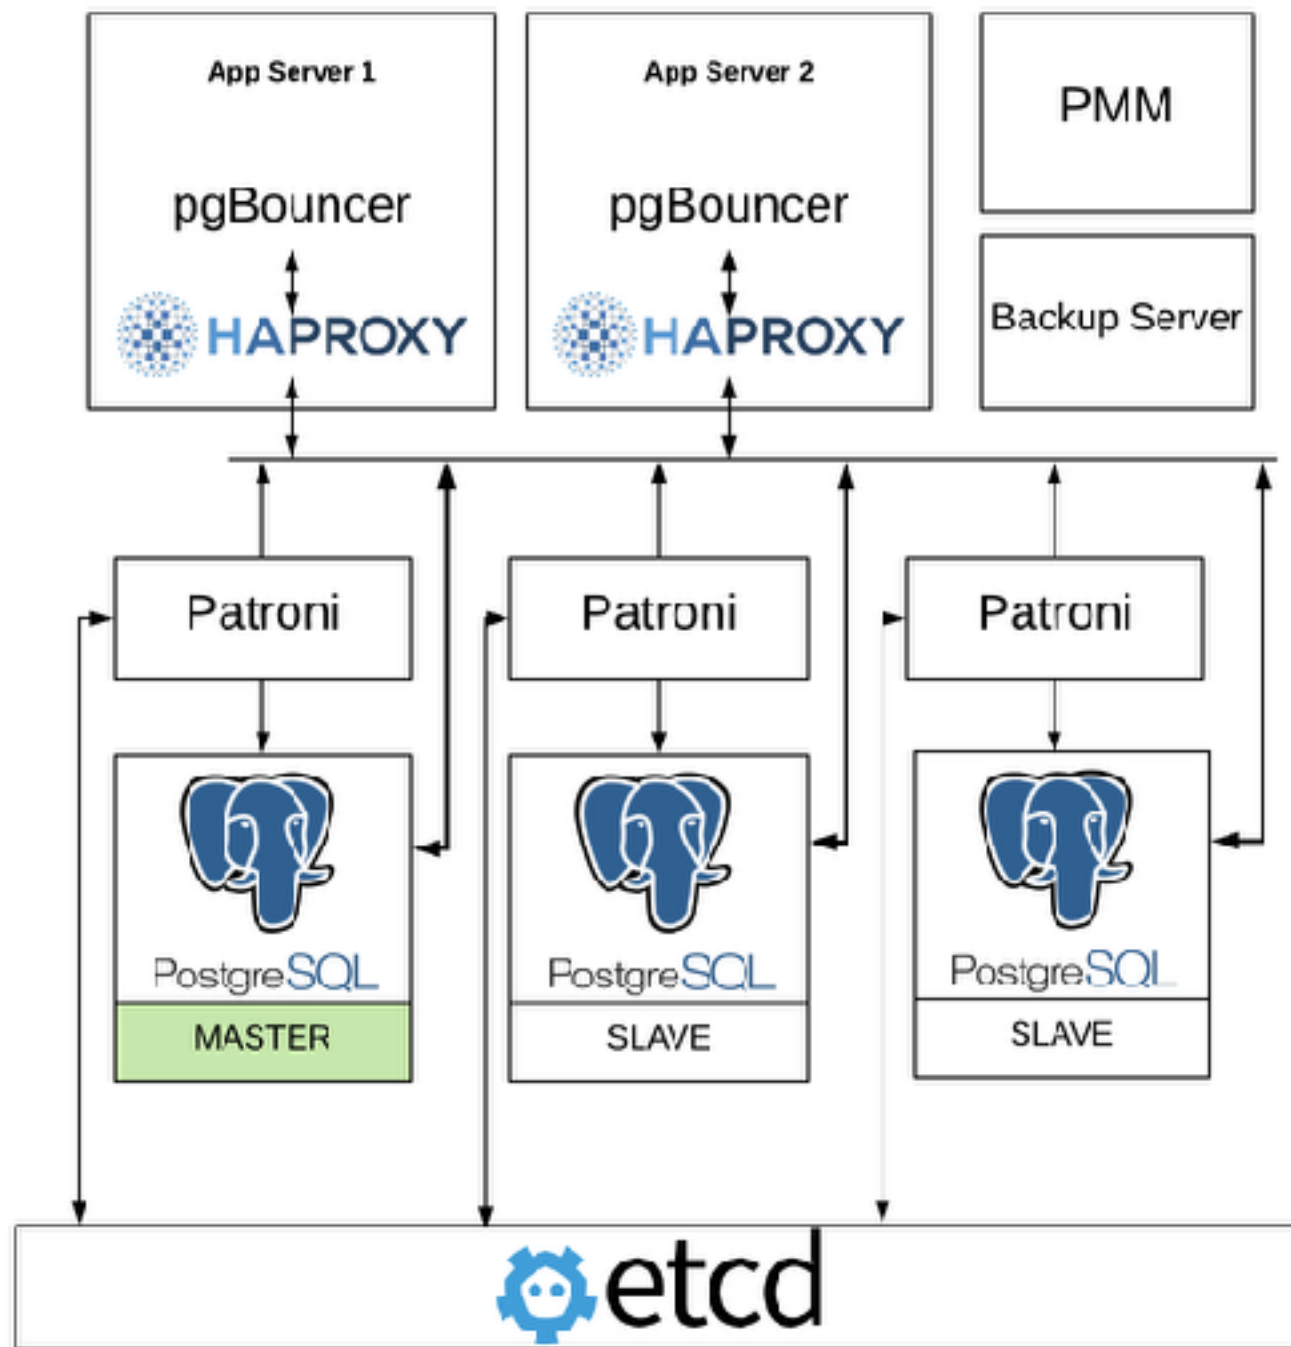 App Server 1
pgBouncer
HAPROXY
App Server 2
pgBouncer
HAPROXY
PMM
Backup Server
Patroni
Patroni
Patroni
PostgreSQL
MASTER
PostgreSQL
SLAVE
PostgreSQL
SLAVE
etcd